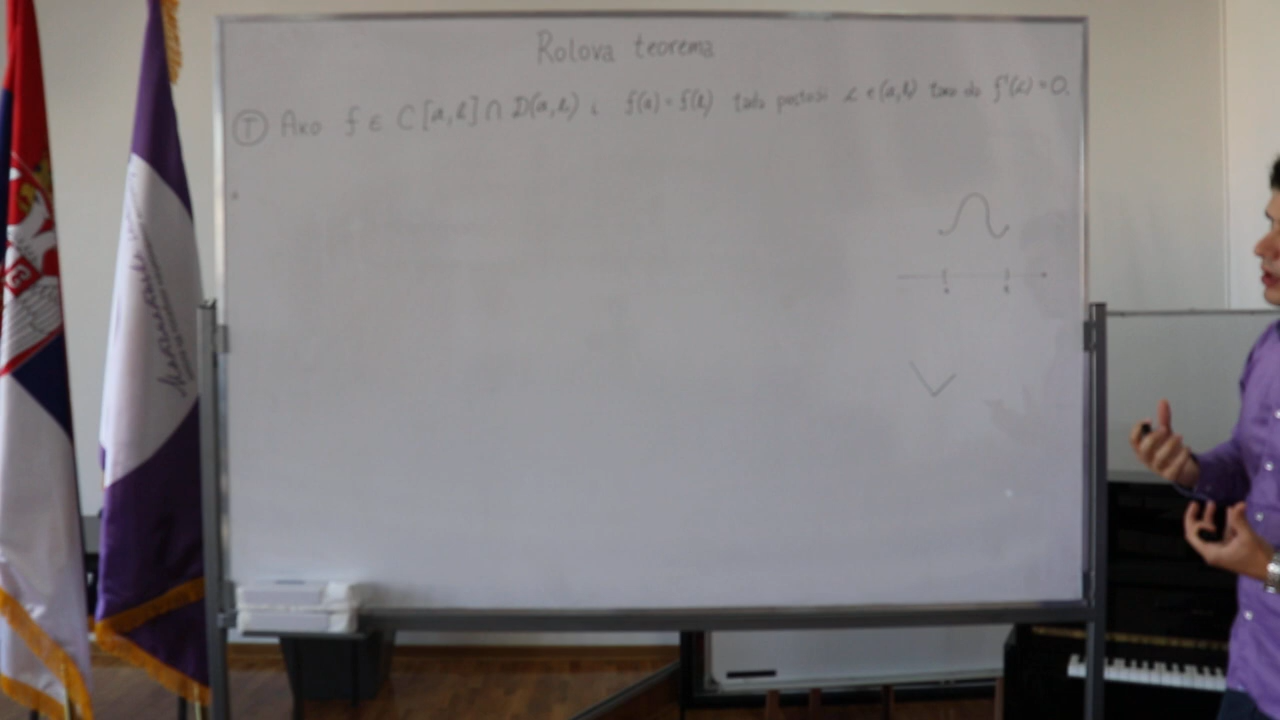 Rolova teorema
Ⓣ Ako f ∈ C[a,b] ∩ D(a,b) i f(a) = f(b) tada postoji c ∈ (a,b) tako da f'(c) = 0.